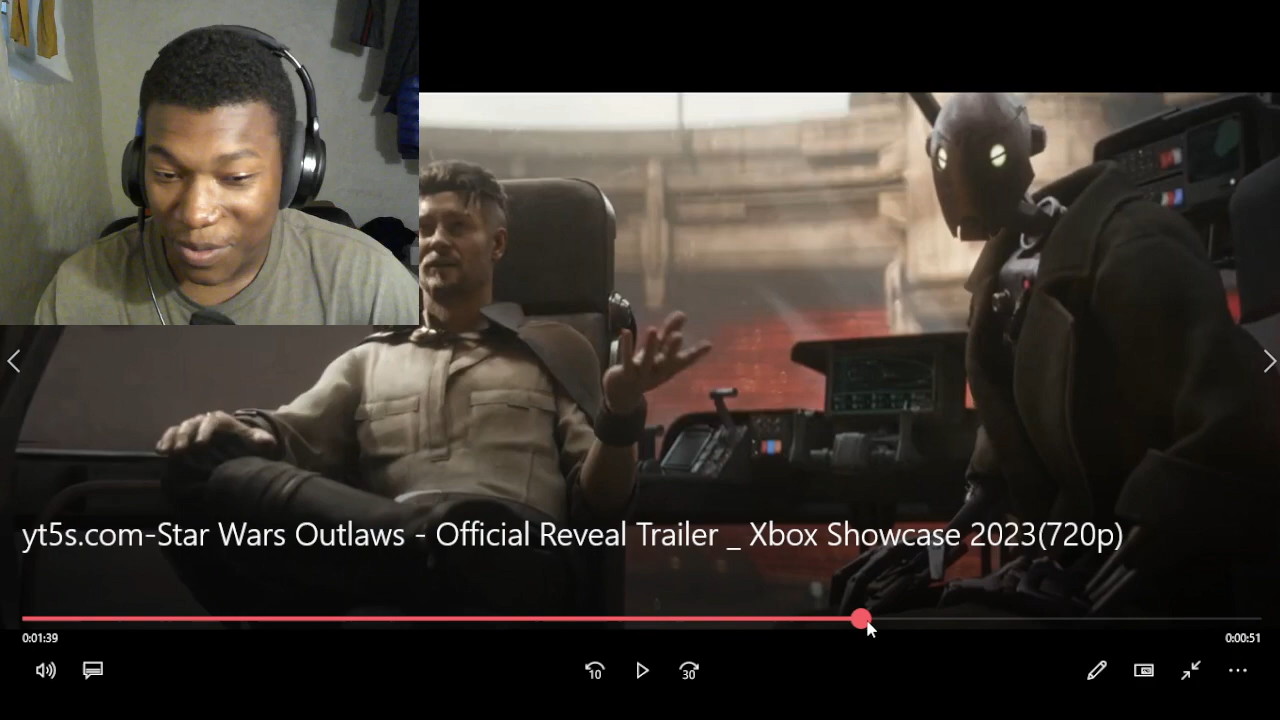 yt5s.com-Star Wars Outlaws - Official Reveal Trailer _ Xbox Showcase 2023(720p)
0:01:39
0:00:51
10
30